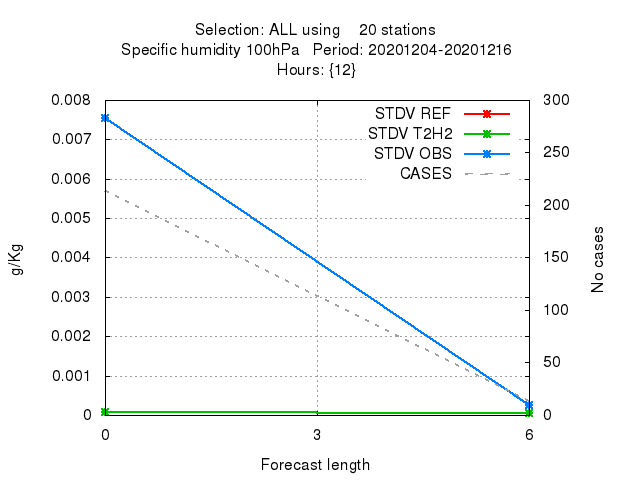 Selection: ALL using 20 stations
Specific humidity 100hPa Period: 20201204-20201216
Hours: {12}
0.008
0.007
0.006
0.005
0.004
0.003
0.002
0.001
0
g/Kg
STDV REF
STDV T2H2
STDV OBS
CASES
300
250
200
150
100
50
0
No cases
0 3 6
Forecast length